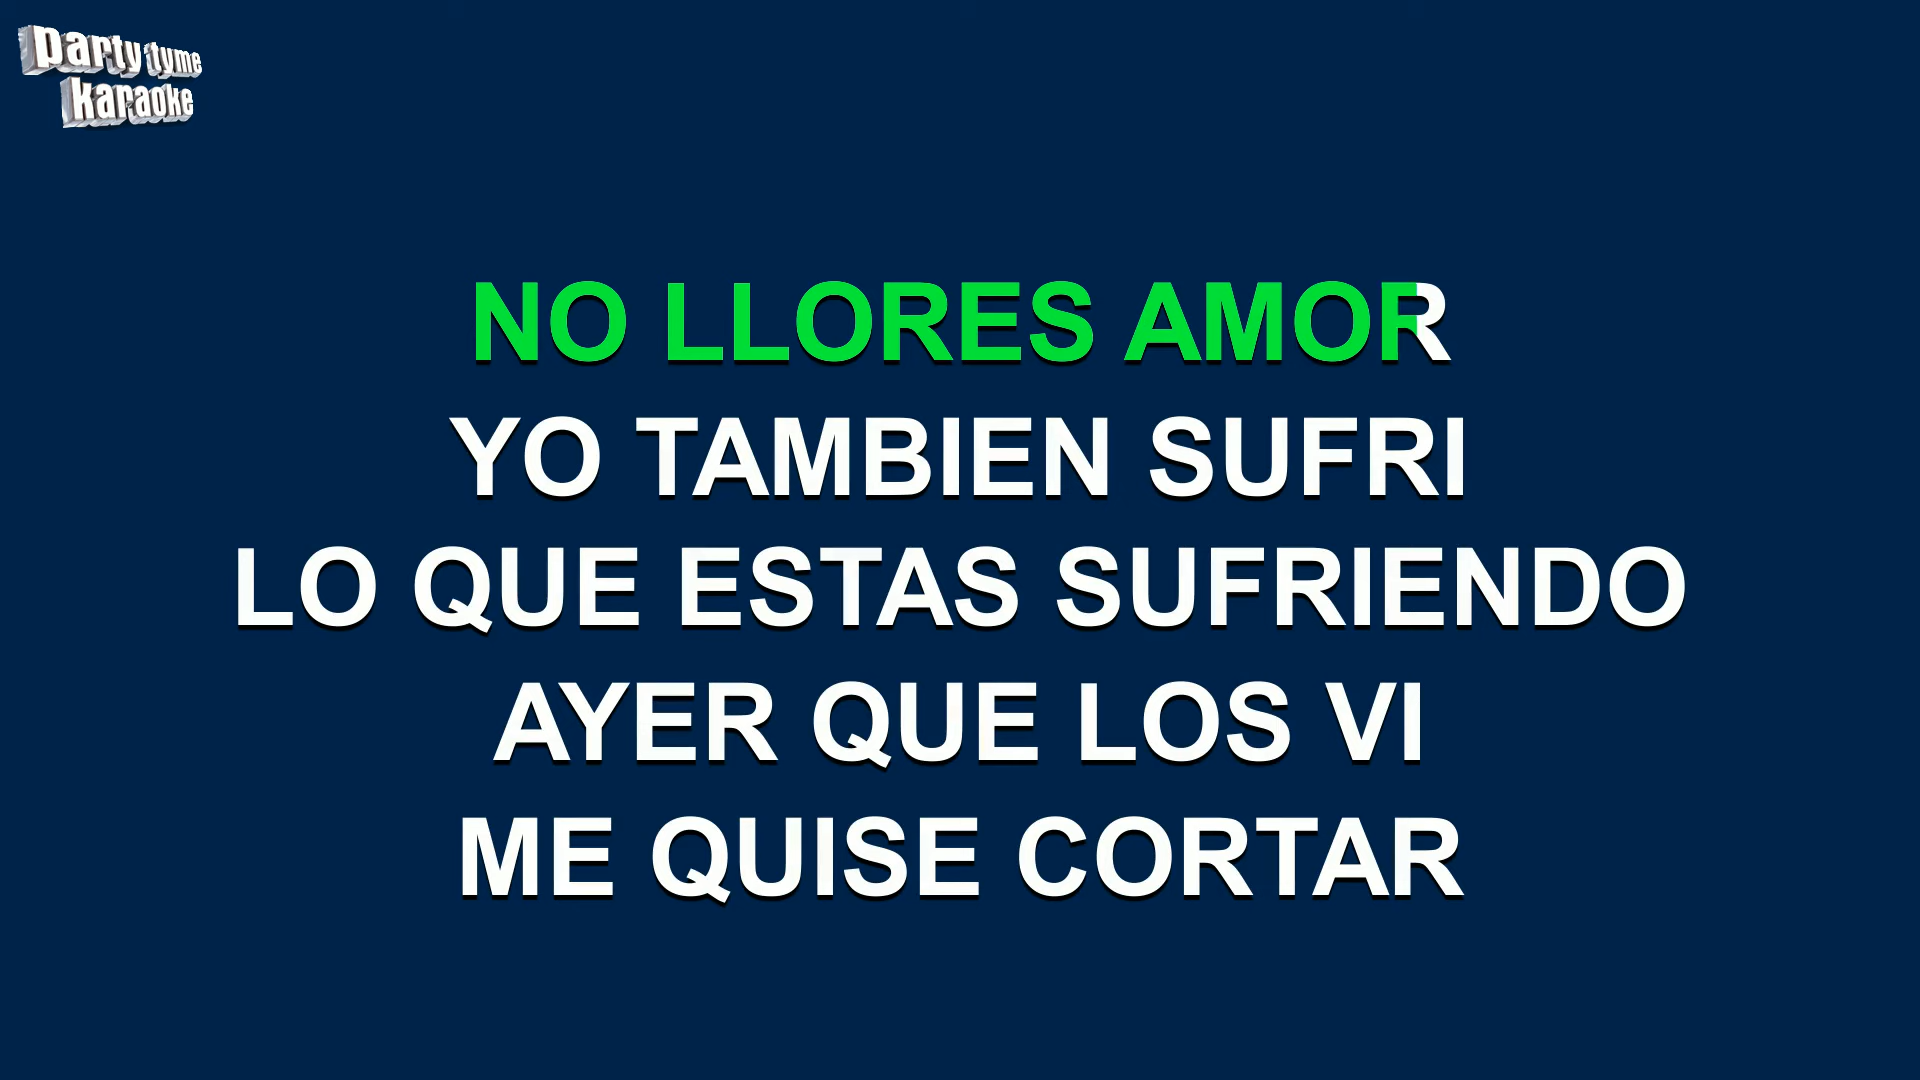 party tyme
karaoke
NO LLORES AMOR
YO TAMBIEN SUFRI
LO QUE ESTAS SUFRIENDO
AYER QUE LOS VI
ME QUISE CORTAR